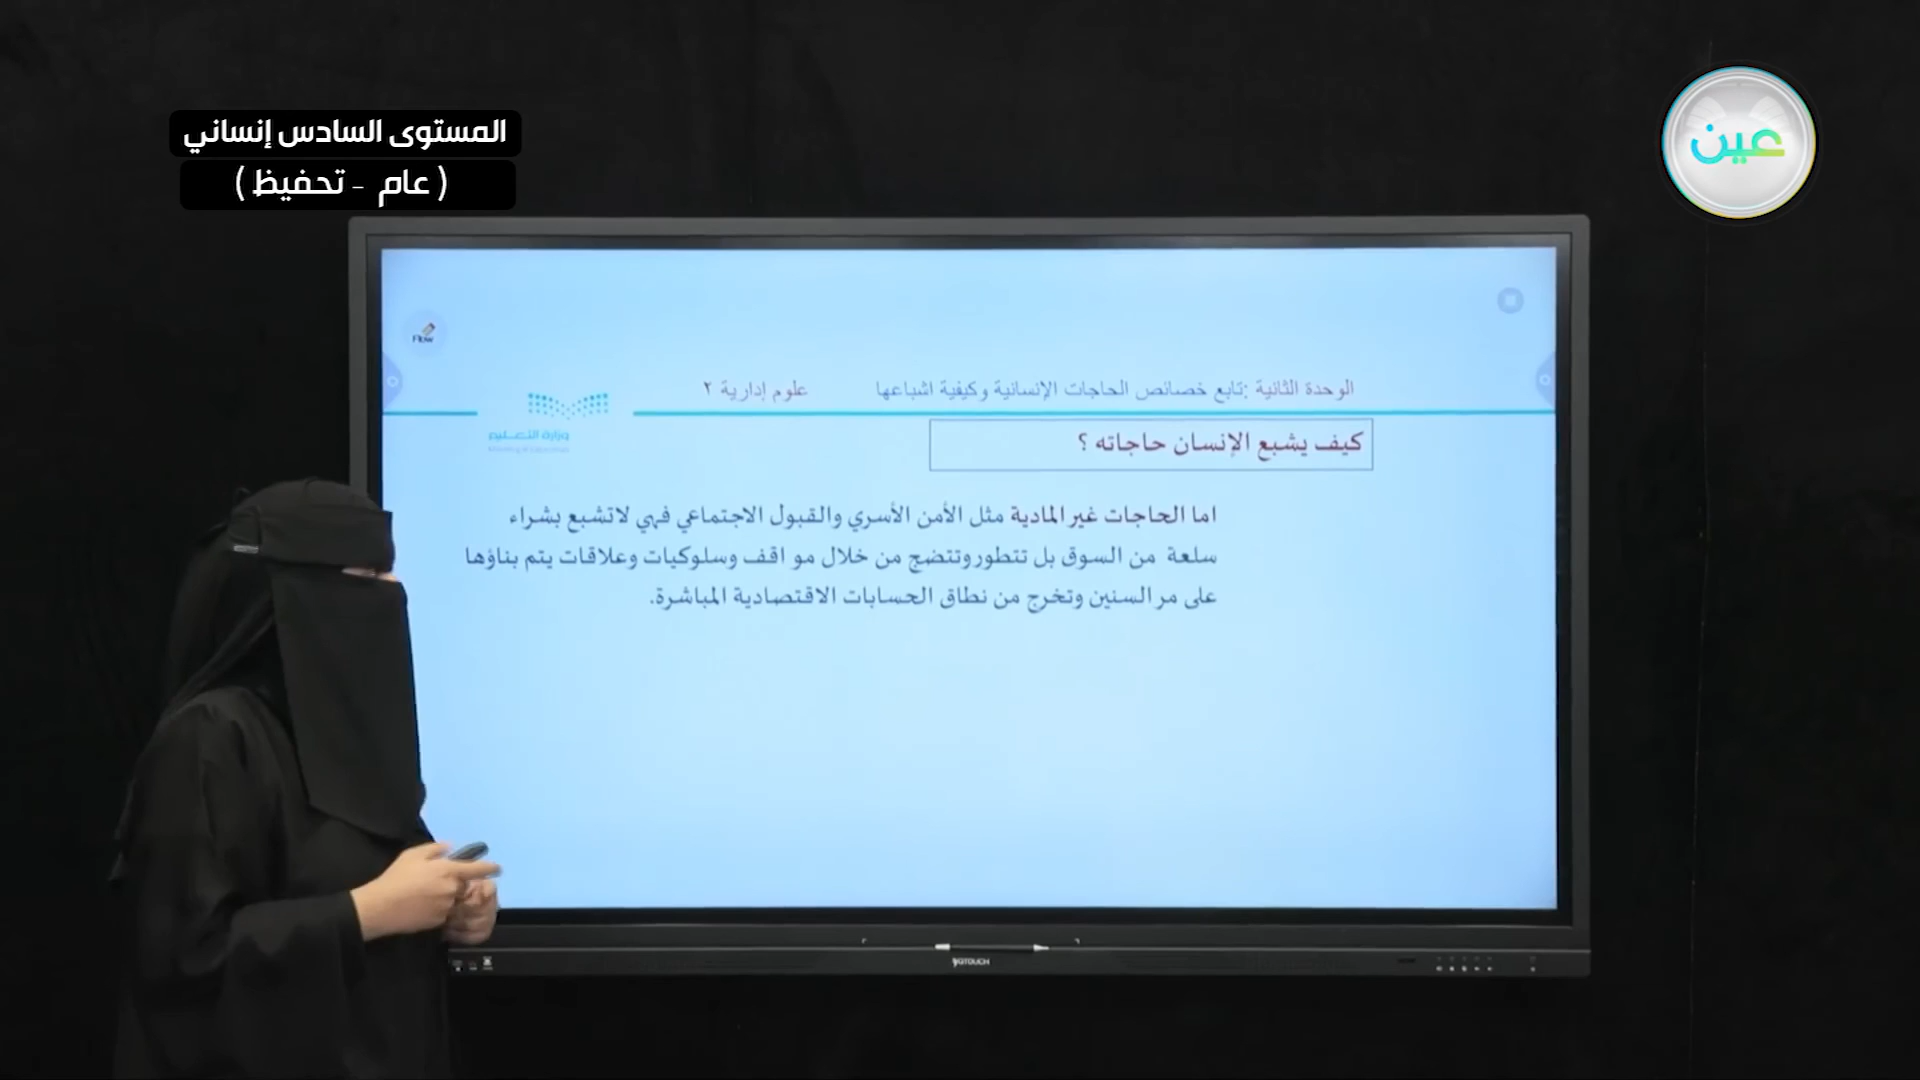 المستوى السادس إنساني
( عام - تحفيظ )
عين
Flow
الوحدة الثانية :تابع خصائص الحاجات الإنسانية وكيفية اشباعها
علوم إدارية ٢
وزارة التعليم
كيف يشبع الإنسان حاجاته ؟
اما الحاجات غير المادية مثل الأمن الأسري والقبول الاجتماعي فهي لاتشبع بشراء
سلعة من السوق بل تتطور وتتضج من خلال مو اقف وسلوكيات وعلاقات يتم بناؤها
على مر السنين وتخرج من نطاق الحسابات الاقتصادية المباشرة.